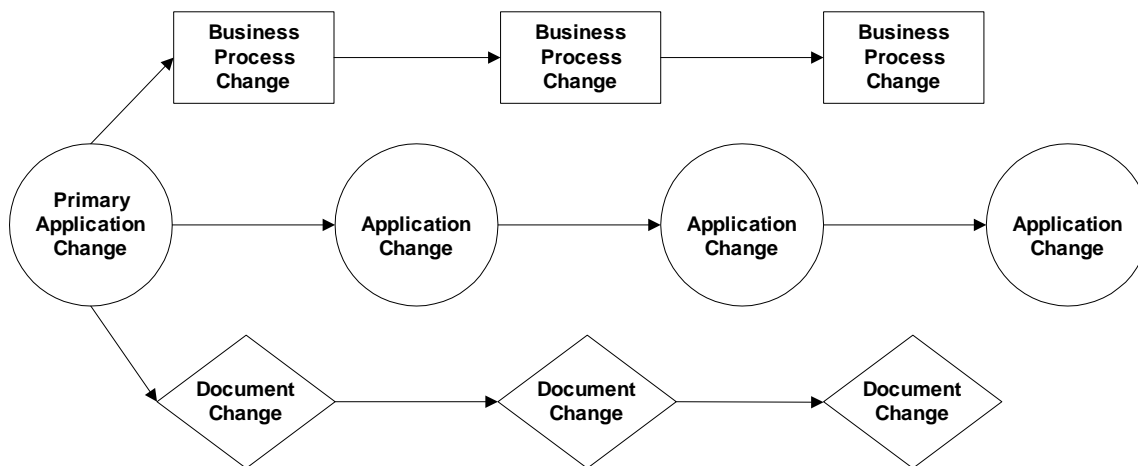 Business
Process
Change
Business
Process
Change
Business
Process
Change
Primary
Application
Change
Application
Change
Application
Change
Application
Change
Document
Change
Document
Change
Document
Change